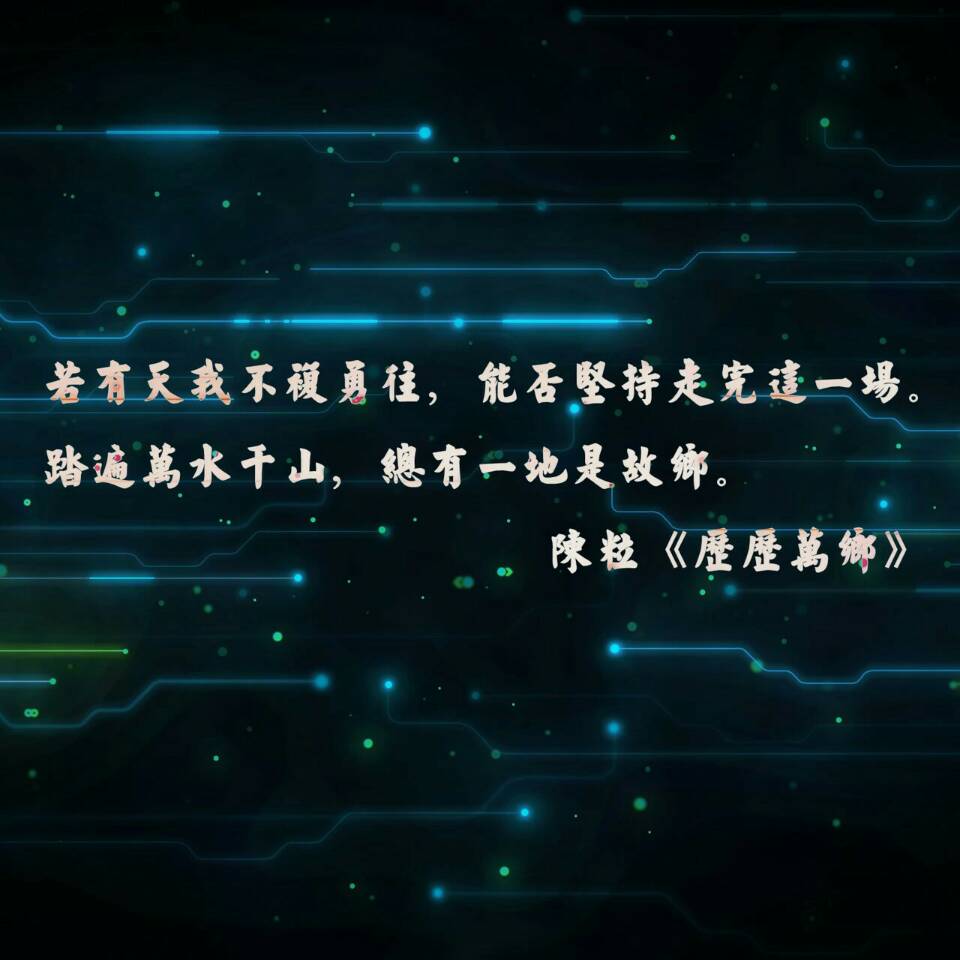 若有天我不複勇往，能否堅持走完這一場。
踏遍萬水千山，總有一地是故鄉。
陳粒《歷歷萬鄉》